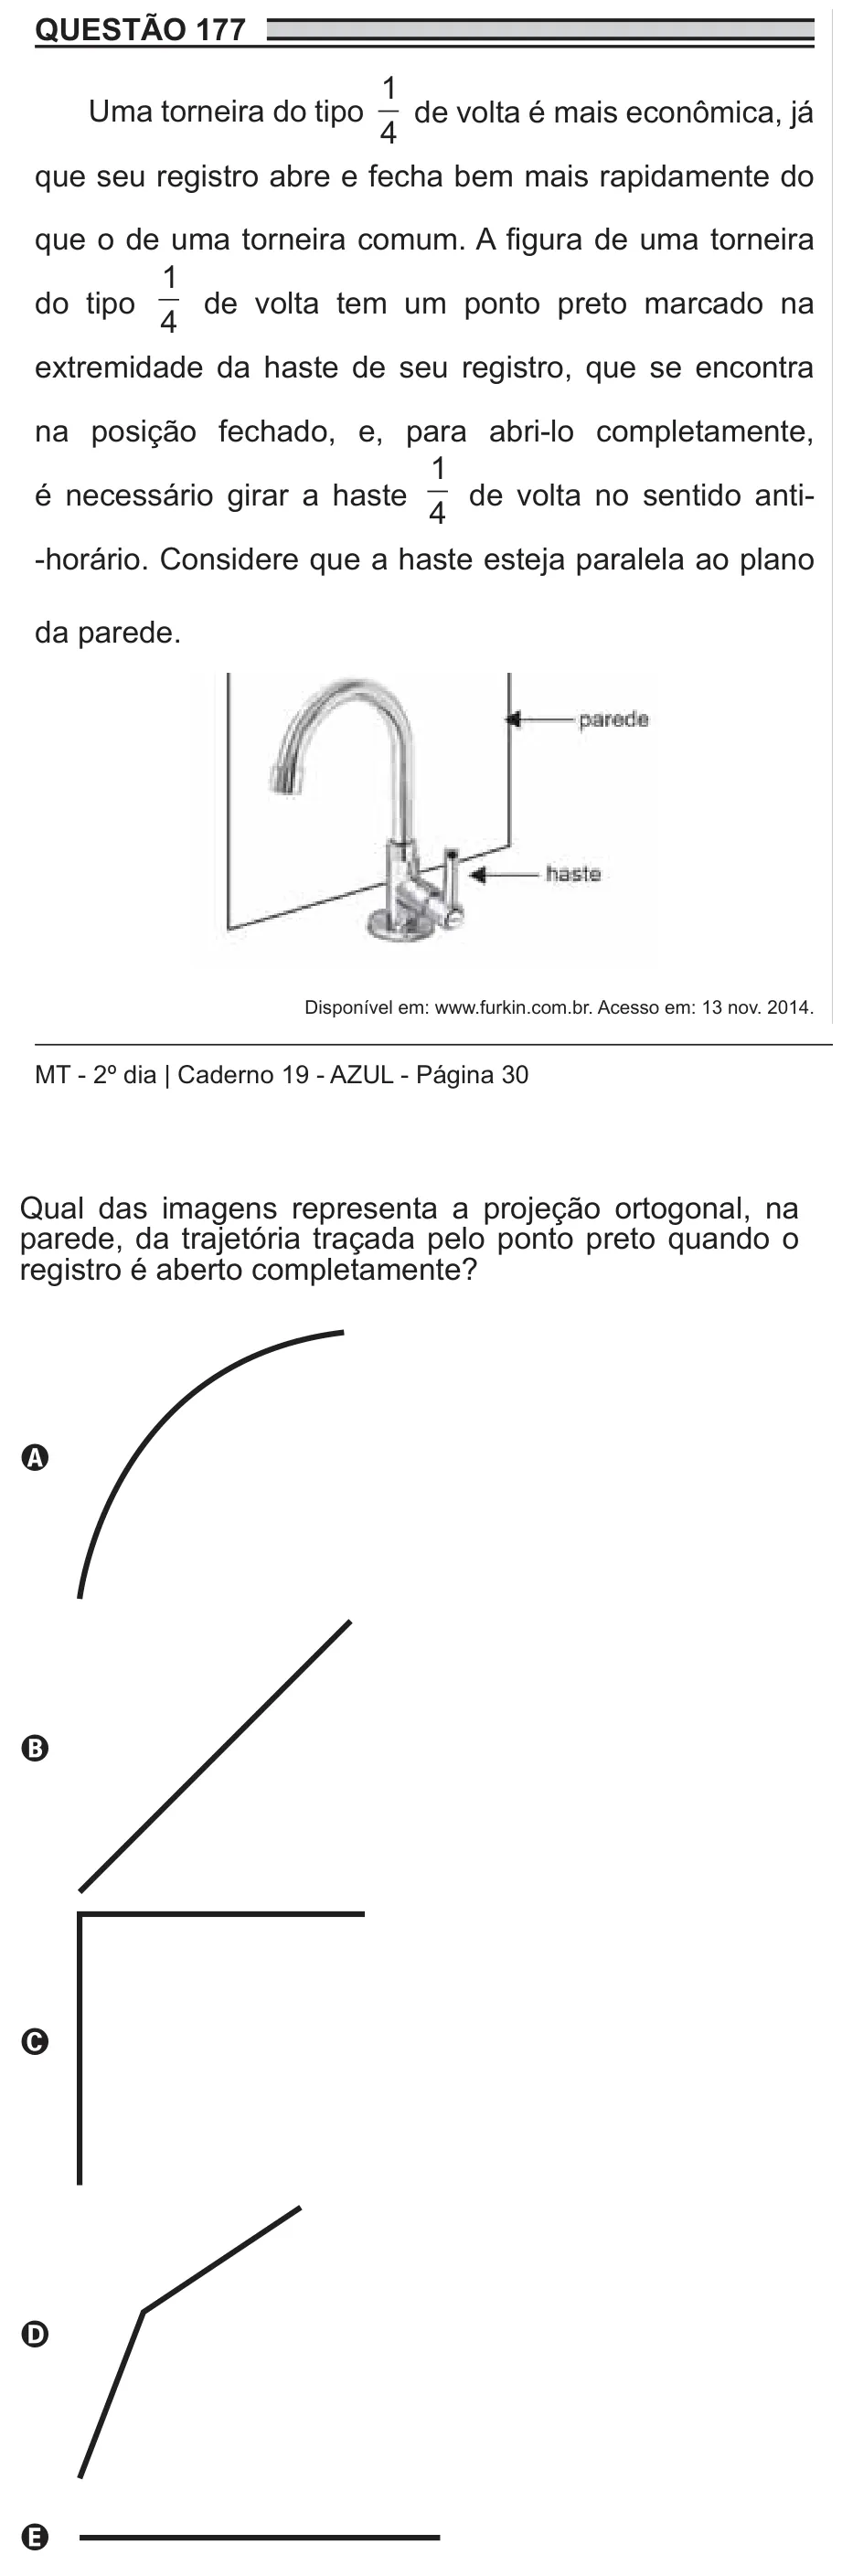 QUESTÃO 177
Uma torneira do tipo 1/4 de volta é mais econômica, já
que seu registro abre e fecha bem mais rapidamente do
que o de uma torneira comum. A figura de uma torneira
do tipo 1/4 de volta tem um ponto preto marcado na
extremidade da haste de seu registro, que se encontra
na posição fechado, e, para abri-lo completamente,
é necessário girar a haste 1/4 de volta no sentido anti-
-horário. Considere que a haste esteja paralela ao plano
da parede.
parede
haste
Disponível em: www.furkin.com.br. Acesso em: 13 nov. 2014.
MT - 2º dia | Caderno 19 - AZUL - Página 30
Qual das imagens representa a projeção ortogonal, na
parede, da trajetória traçada pelo ponto preto quando o
registro é aberto completamente?
A
B
C
D
E